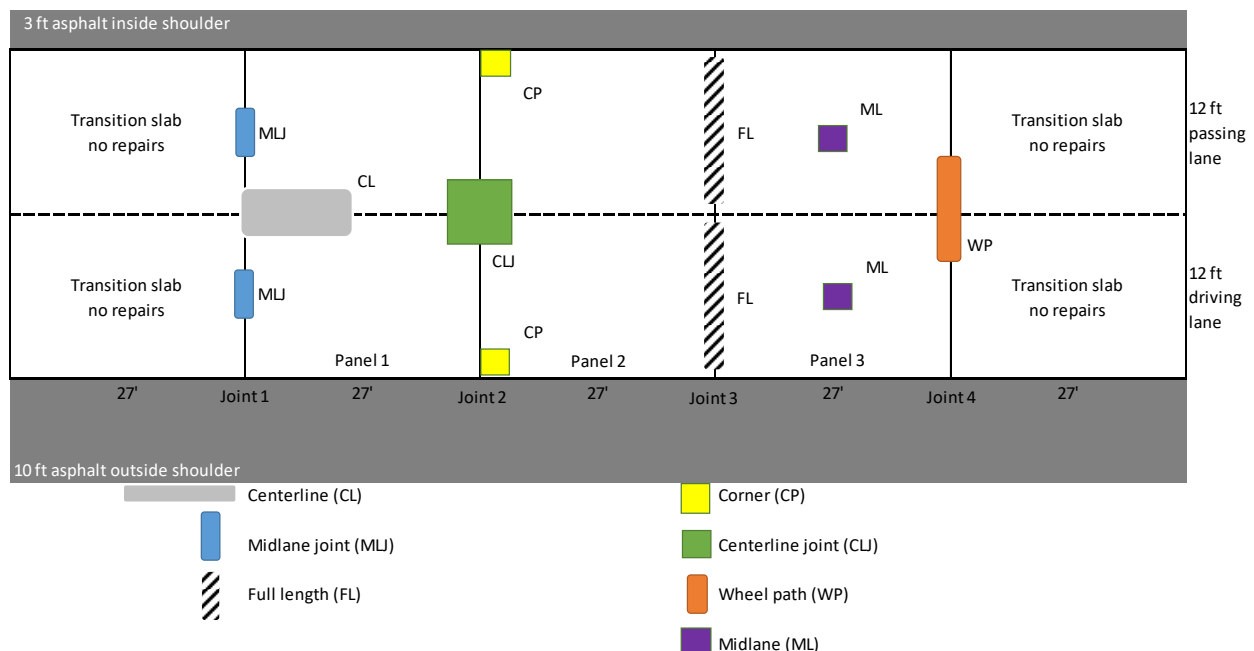 3 ft asphalt inside shoulder
CP
Transition slab
no repairs
MLJ
FL
ML
Transition slab
no repairs
12 ft
passing
lane
CL
CLJ
WP
Transition slab
no repairs
MLJ
FL
ML
Transition slab
no repairs
12 ft
driving
lane
CP
Panel 1
Panel 2
Panel 3
27'
Joint 1
27'
Joint 2
27'
Joint 3
27'
Joint 4
27'
10 ft asphalt outside shoulder
Centerline (CL)
Midlane joint (MLJ)
Full length (FL)
Corner (CP)
Centerline joint (CLJ)
Wheel path (WP)
Midlane (ML)